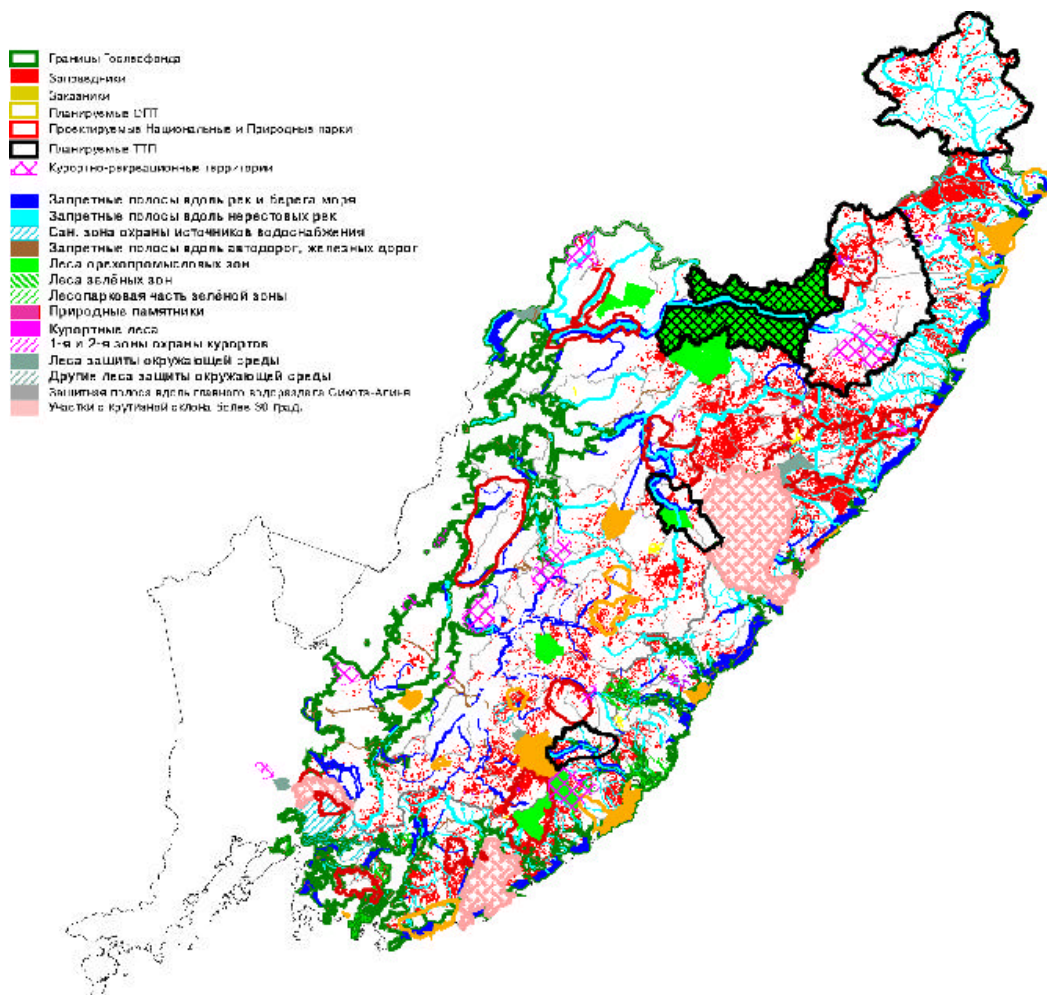 Границы Гослесфонда
Заповедники
Заказники
Планируемые ОПТ
Проектируемые Национальные и Природные парки
Планируемые ТТП
Курортно-рекреационные территории
Запретные полосы вдоль рек и берега моря
Запретные полосы вдоль нерестовых рек
Сан. зона охраны источников водоснабжения
Запретные полосы вдоль автодорог, железных дорог
Леса орехопромысловых зон
Леса зелёных зон
Лесопарковая часть зелёной зоны
Природные памятники
Курортные леса
1-я и 2-я зоны охраны курортов
Леса защиты окружающей среды
Другие леса защиты окружающей среды
Защитная полоса вдоль главного водораздела Сихотэ-Алиня
Участки с крутизной склона более 30 град.